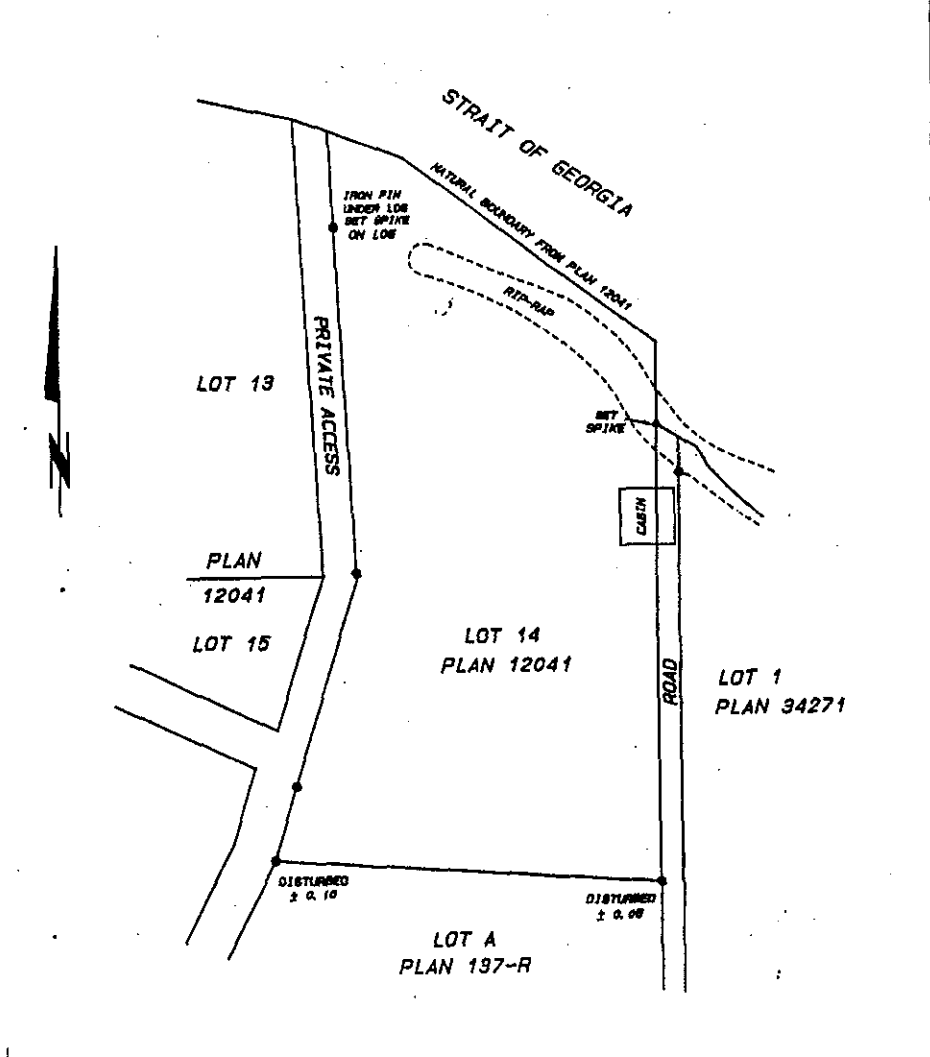 STRAIT OF GEORGIA
NATURAL BOUNDARY FROM PLAN 12041
IRON PIN
UNDER LOG
SET SPIKE
ON LOG
RIP-RAP
PRIVATE ACCESS
LOT 13
SET
SPIKE
CABIN
N
PLAN
12041
LOT 15
LOT 14
PLAN 12041
ROAD
LOT 1
PLAN 34271
DISTURBED
± 0.10
DISTURBED
± 0.06
LOT A
PLAN 197-R